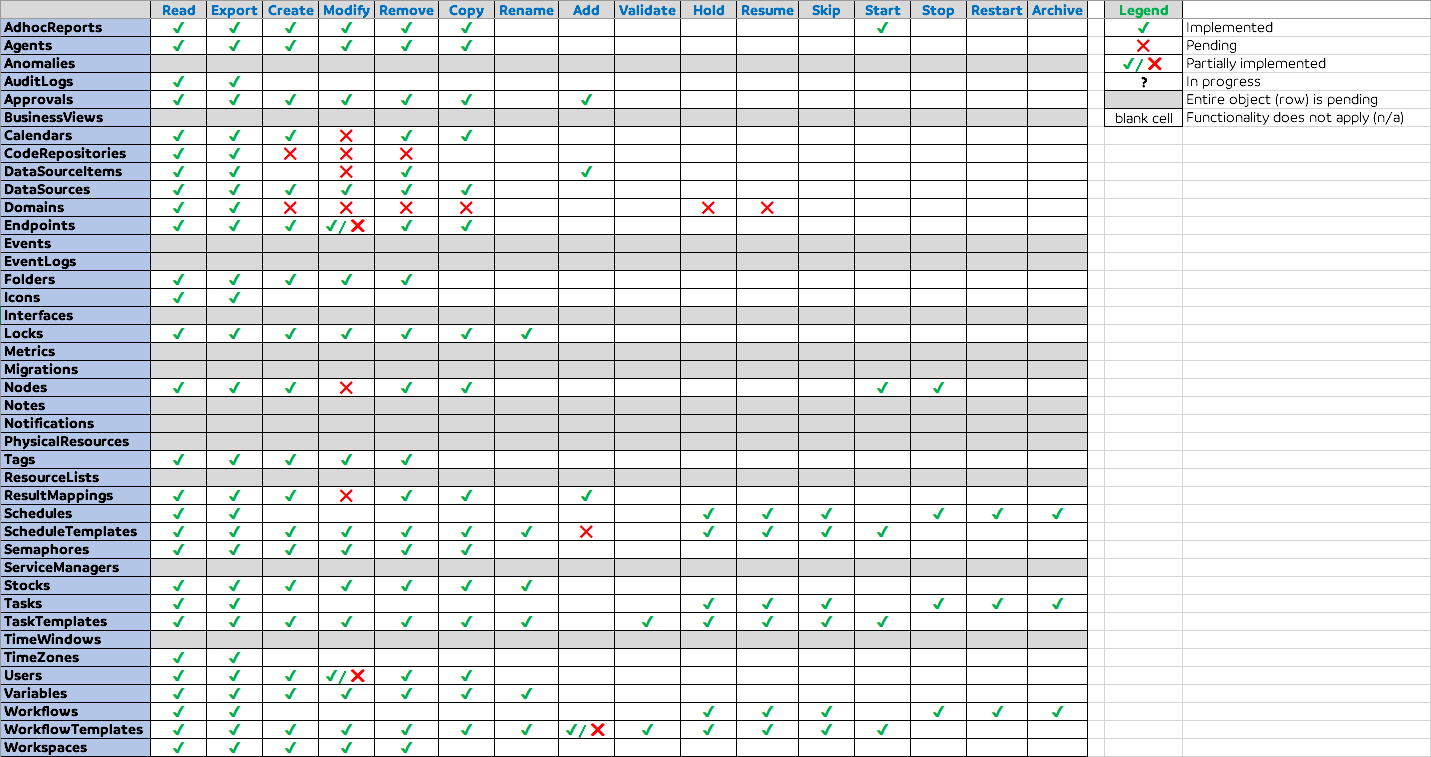 Read Export Create Modify Remove Copy Rename Add Validate Hold Resume Skip Start Stop Restart Archive Legend
AdhocReports ✓ ✓ ✓ ✓ ✓ ✓ ✓ ✓ Implemented
Agents ✓ ✓ ✓ ✓ ✓ ✓ ✕ Pending
Anomalies ✓/✕ Partially implemented
AuditLogs ✓ ✓ ? In progress
Approvals ✓ ✓ ✓ ✓ ✓ ✓ ✓ Entire object (row) is pending
BusinessViews blank cell Functionality does not apply (n/a)
Calendars ✓ ✓ ✓ ✕ ✓ ✓
CodeRepositories ✓ ✓ ✕ ✕ ✕
DataSourceItems ✓ ✓ ✕ ✓ ✓
DataSources ✓ ✓ ✓ ✓ ✓ ✓
Domains ✓ ✓ ✕ ✕ ✕ ✕ ✕ ✕
Endpoints ✓ ✓ ✓ ✓/✕ ✓ ✓
Events
EventLogs
Folders ✓ ✓ ✓ ✓ ✓
Icons ✓ ✓
Interfaces
Locks ✓ ✓ ✓ ✓ ✓ ✓ ✓
Metrics
Migrations
Nodes ✓ ✓ ✓ ✕ ✓ ✓ ✓ ✓
Notes
Notifications
PhysicalResources
Tags ✓ ✓ ✓ ✓ ✓
ResourceLists
ResultMappings ✓ ✓ ✓ ✕ ✓ ✓ ✓
Schedules ✓ ✓ ✓ ✓ ✓ ✓ ✓ ✓
ScheduleTemplates ✓ ✓ ✓ ✓ ✓ ✓ ✓ ✕ ✓ ✓ ✓ ✓
Semaphores ✓ ✓ ✓ ✓ ✓ ✓
ServiceManagers
Stocks ✓ ✓ ✓ ✓ ✓ ✓ ✓
Tasks ✓ ✓ ✓ ✓ ✓ ✓ ✓ ✓
TaskTemplates ✓ ✓ ✓ ✓ ✓ ✓ ✓ ✓ ✓ ✓ ✓ ✓
TimeWindows
TimeZones ✓ ✓
Users ✓ ✓ ✓ ✓/✕ ✓ ✓
Variables ✓ ✓ ✓ ✓ ✓ ✓ ✓
Workflows ✓ ✓ ✓ ✓ ✓ ✓ ✓ ✓
WorkflowTemplates ✓ ✓ ✓ ✓ ✓ ✓ ✓ ✓/✕ ✓ ✓ ✓ ✓ ✓
Workspaces ✓ ✓ ✓ ✓ ✓